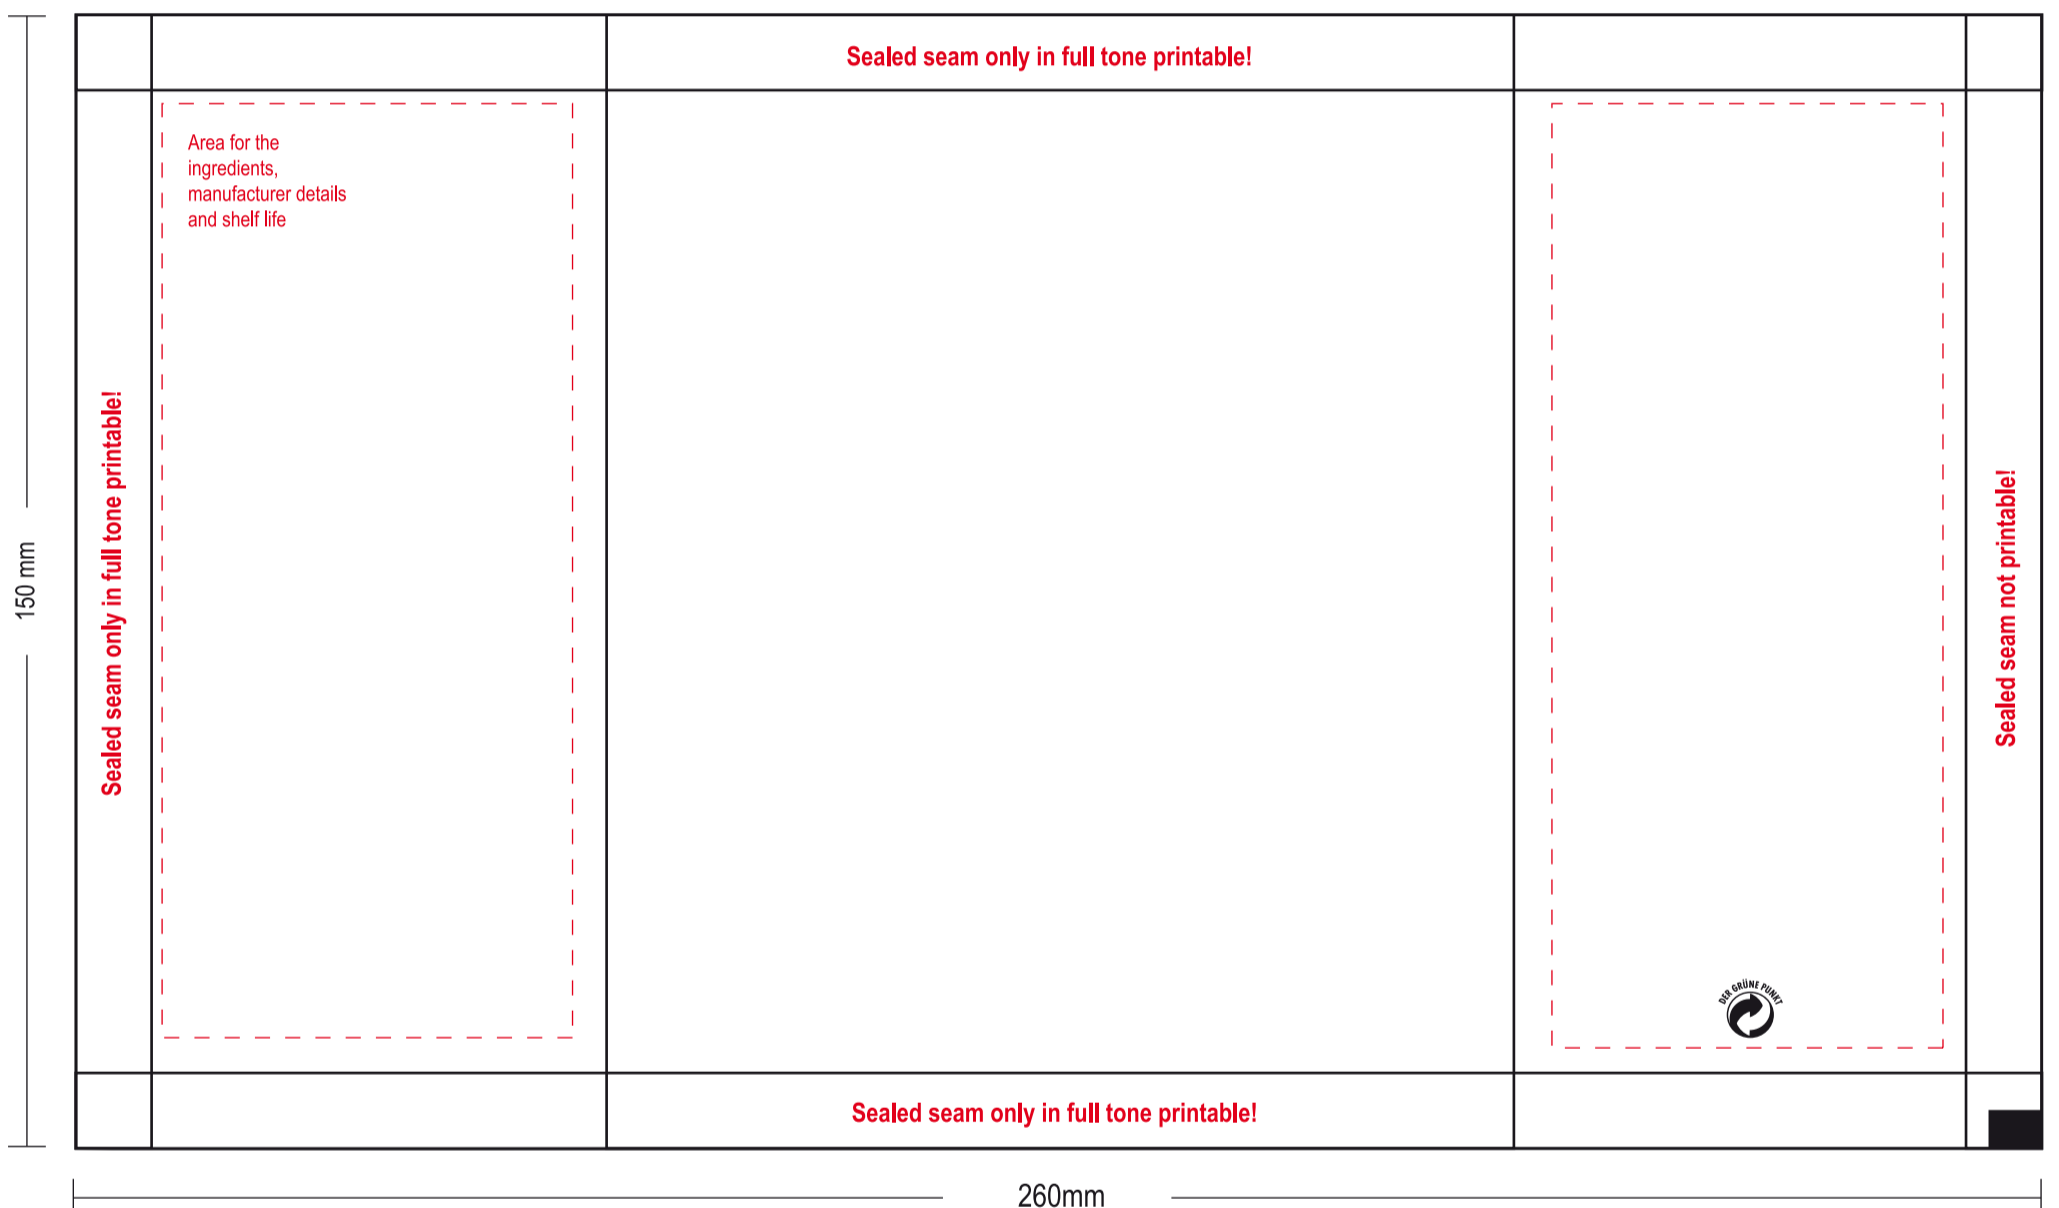 Sealed seam only in full tone printable!
Area for the
ingredients,
manufacturer details
and shelf life
150 mm
Sealed seam only in full tone printable!
Sealed seam not printable!
DER GRÜNE PUNKT
Sealed seam only in full tone printable!
260mm